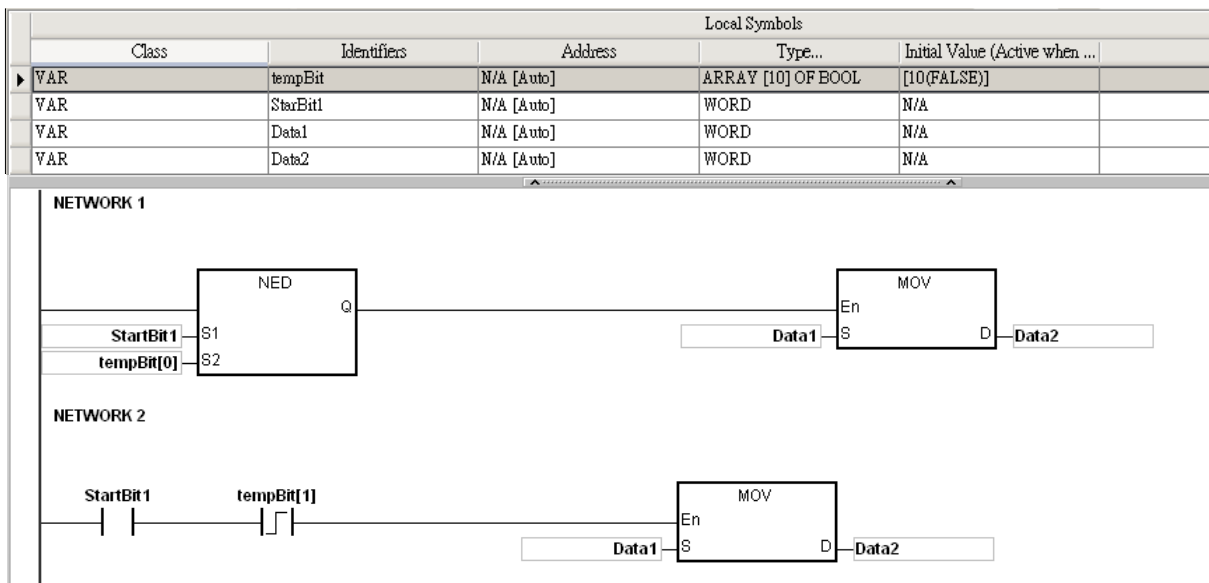 Local Symbols
Class Identifiers Address Type... Initial Value (Active when ...
VAR tempBit N/A [Auto] ARRAY [10] OF BOOL [10(FALSE)]
VAR StarBit1 N/A [Auto] WORD N/A
VAR Data1 N/A [Auto] WORD N/A
VAR Data2 N/A [Auto] WORD N/A
NETWORK 1
NED MOV
Q En
StartBit1 S1 Data1 S D Data2
tempBit[0] S2
NETWORK 2
StartBit1 tempBit[1] MOV
En
Data1 S D Data2